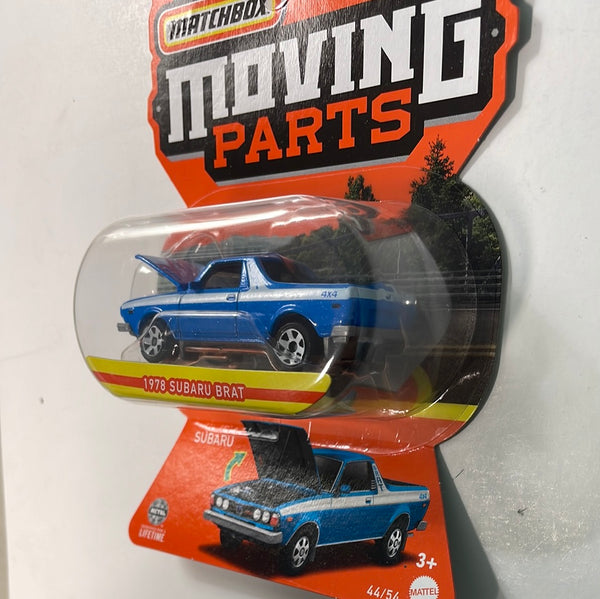 MATCHBOX
MOVING
PARTS
4x4
1978 SUBARU BRAT
SUBARU
4x4
LIFETIME
3+
44/54
MATTEL